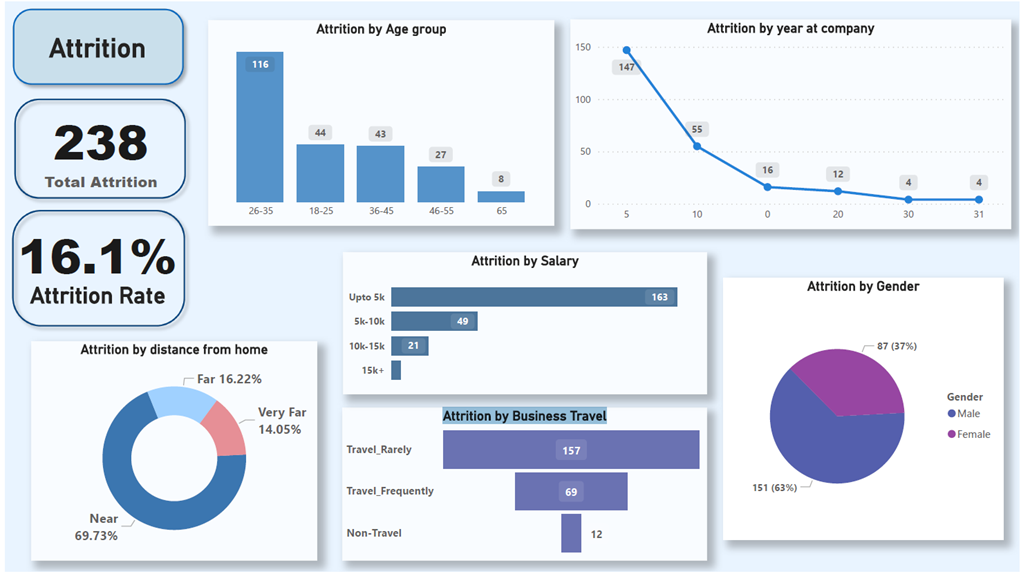 Attrition
238
Total Attrition
16.1%
Attrition Rate
Attrition by Age group
116
44
43
27
8
26-35 18-25 36-45 46-55 65
Attrition by year at company
150
100
50
0
147
55
16
12
4
4
5 10 0 20 30 31
Attrition by Salary
Upto 5k 163
5k-10k 49
10k-15k 21
15k+
Attrition by Gender
87 (37%)
151 (63%)
Gender
Male
Female
Attrition by distance from home
Far 16.22%
Very Far
14.05%
Near
69.73%
Attrition by Business Travel
Travel_Rarely 157
Travel_Frequently 69
Non-Travel 12